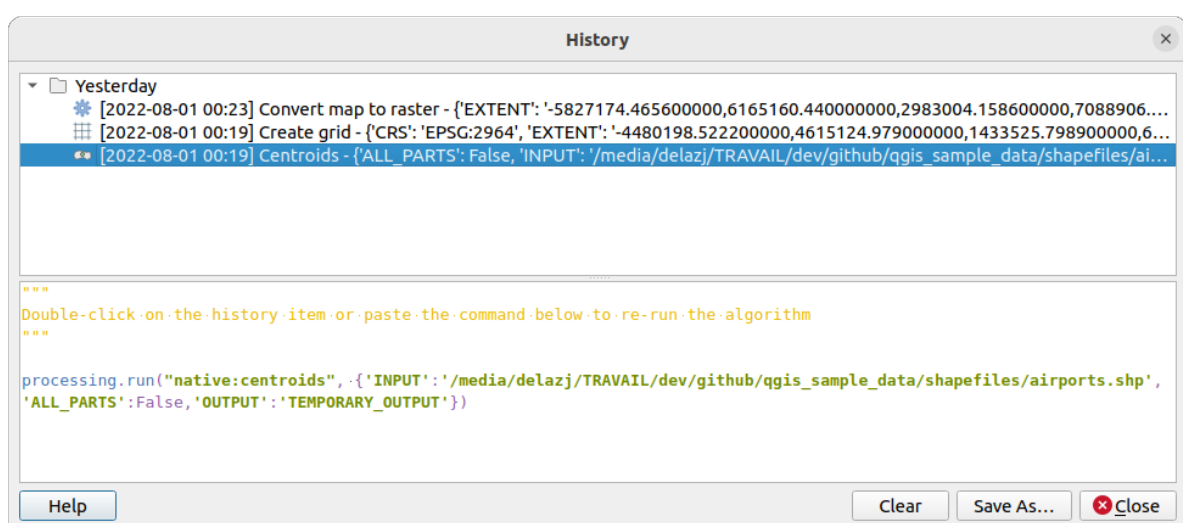 History
Yesterday
[2022-08-01 00:23] Convert map to raster - {'EXTENT': '-5827174.465600000,6165160.440000000,2983004.158600000,7088906....
[2022-08-01 00:19] Create grid - {'CRS': 'EPSG:2964', 'EXTENT': '-4480198.522200000,4615124.979000000,1433525.798900000,6...
[2022-08-01 00:19] Centroids - {'ALL_PARTS': False, 'INPUT': '/media/delazj/TRAVAIL/dev/github/qgis_sample_data/shapefiles/ai...
"""
Double-click·on·the·history·item·or·paste·the·command·below·to·re-run·the·algorithm
"""
processing.run("native:centroids",·{'INPUT':'/media/delazj/TRAVAIL/dev/github/qgis_sample_data/shapefiles/airports.shp',
'ALL_PARTS':False,'OUTPUT':'TEMPORARY_OUTPUT'})
Help Clear Save As... Close